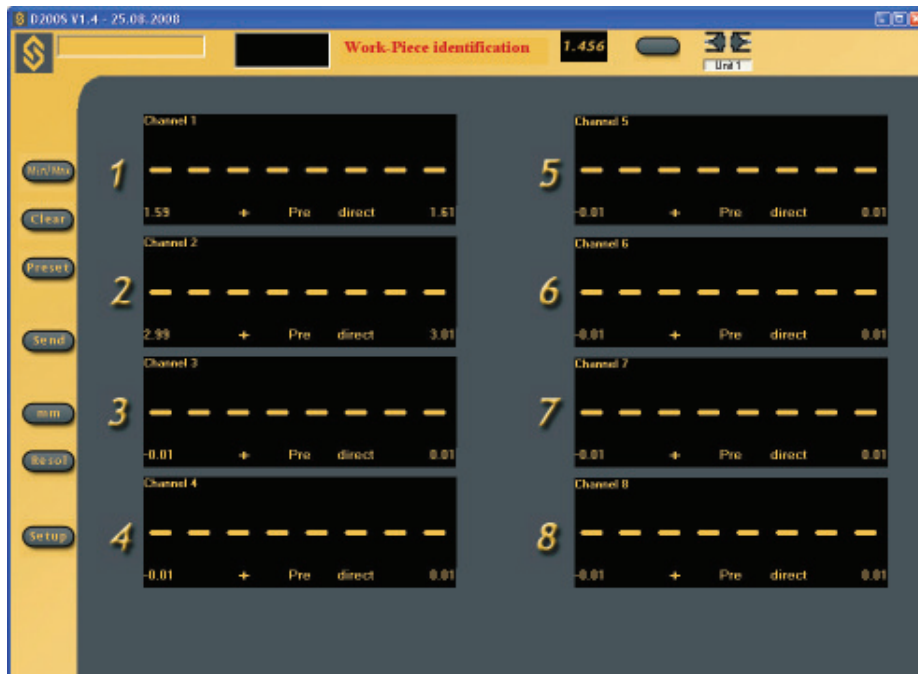 D200S V1.4 - 25.08.2008
Work-Piece identification
1.456
Unit 1
Min/Max
Clear
Preset
Send
mm
Resol
Setup
1
Channel 1
— — — — — — — —
1.59 + Pre direct 1.61
2
Channel 2
— — — — — — — —
2.99 + Pre direct 3.01
3
Channel 3
— — — — — — — —
-0.01 + Pre direct 0.01
4
Channel 4
— — — — — — — —
-0.01 + Pre direct 0.01
5
Channel 5
— — — — — — — —
-0.01 + Pre direct 0.01
6
Channel 6
— — — — — — — —
-0.01 + Pre direct 0.01
7
Channel 7
— — — — — — — —
-0.01 + Pre direct 0.01
8
Channel 8
— — — — — — — —
-0.01 + Pre direct 0.01